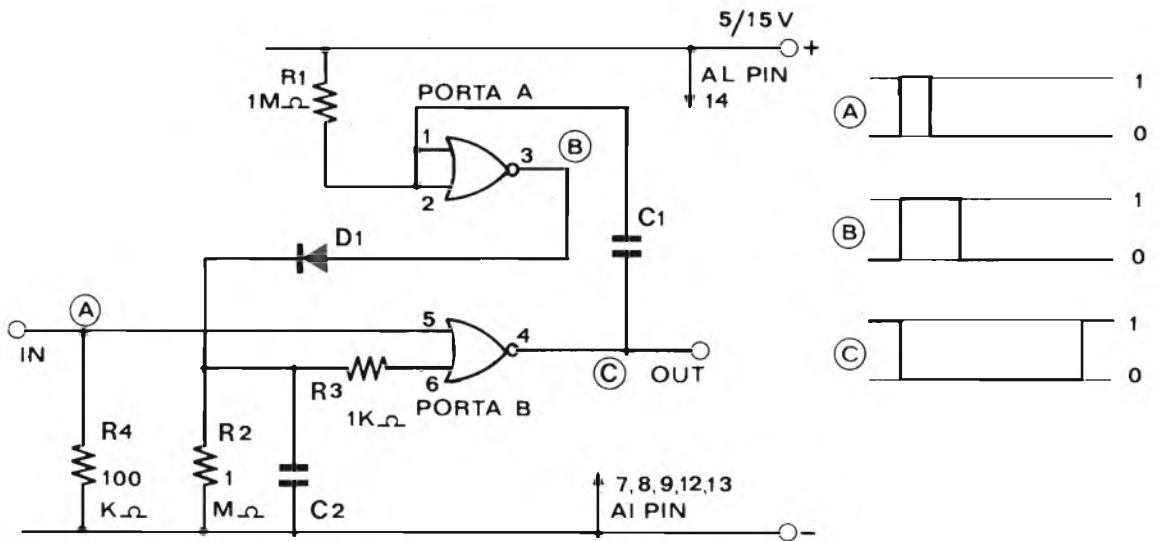 5/15V
+
R1
1MΩ
PORTA A
AL PIN
14
1
2
3
B
C1
D1
A
IN
5
6
4
R3
1KΩ
PORTA B
C
OUT
R4
100
KΩ
R2
1
MΩ
C2
7,8,9,12,13
AI PIN
-
A
1
0
B
1
0
C
1
0